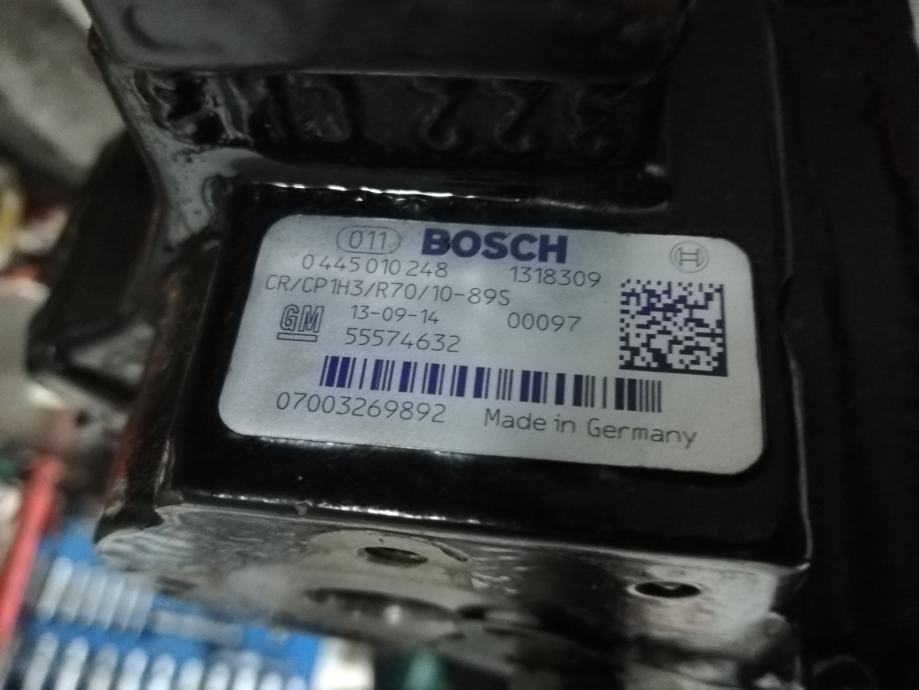 011 BOSCH
0 445 010 248 1318309
CR/CP1H3/R70/10-89S
GM 13-09-14 00097
55574632
07003269892 Made in Germany